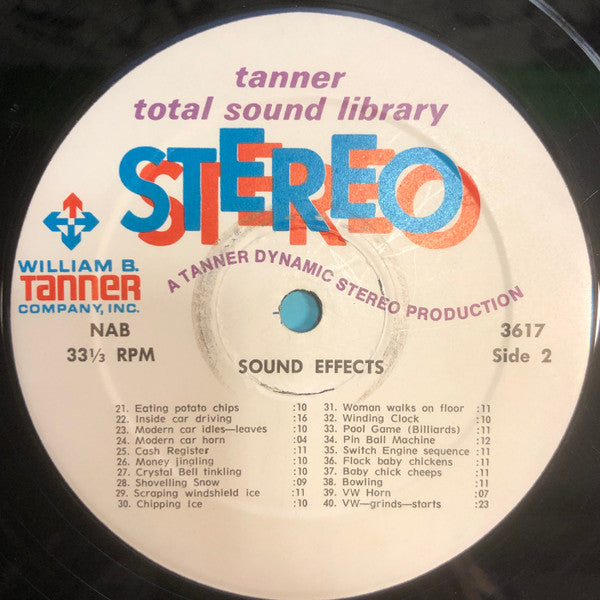 tanner
total sound library
STEREO
WILLIAM B.
TANNER
COMPANY, INC.
A TANNER DYNAMIC STEREO PRODUCTION
NAB
33⅓ RPM
3617
Side 2
SOUND EFFECTS
21. Eating potato chips :10
22. Inside car driving :16
23. Modern car idles—leaves :10
24. Modern car horn :04
25. Cash Register :11
26. Money jingling :10
27. Crystal Bell tinkling :10
28. Shovelling Snow :09
29. Scraping windshield ice :11
30. Chipping Ice :10
31. Woman walks on floor :11
32. Winding Clock :10
33. Pool Game (Billiards) :11
34. Pin Ball Machine :12
35. Switch Engine sequence :11
36. Flock baby chickens :11
37. Baby chick cheeps :11
38. Bowling :11
39. VW Horn :07
40. VW—grinds—starts :23